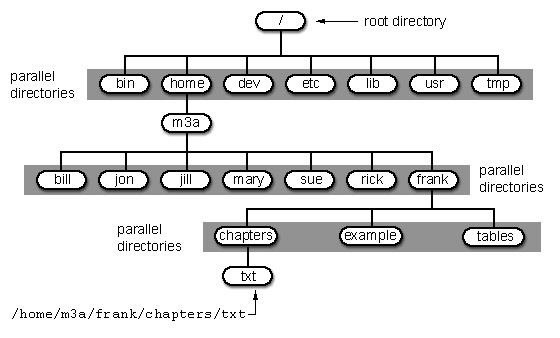 /
root directory
parallel
directories
bin home dev etc lib usr tmp
m3a
bill jon jill mary sue rick frank
parallel
directories
parallel
directories
chapters example tables
txt
/home/m3a/frank/chapters/txt